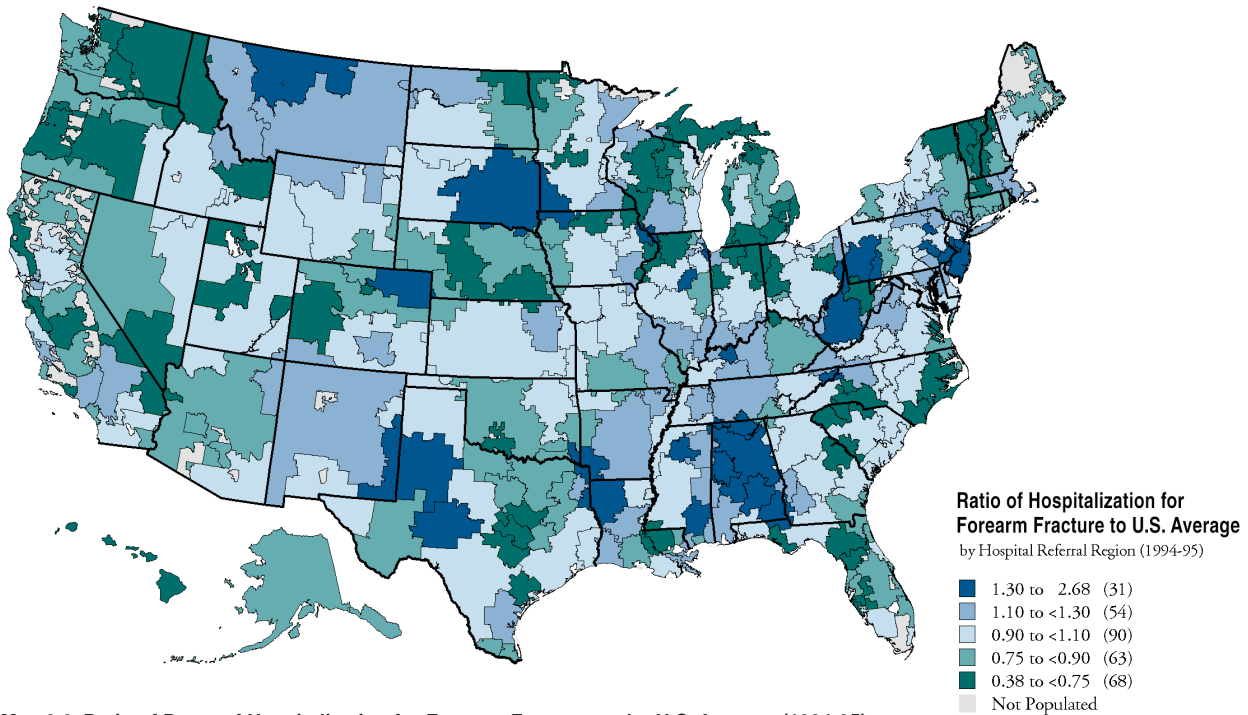 Ratio of Hospitalization for
Forearm Fracture to U.S. Average
by Hospital Referral Region (1994-95)
1.30 to 2.68 (31)
1.10 to <1.30 (54)
0.90 to <1.10 (90)
0.75 to <0.90 (63)
0.38 to <0.75 (68)
Not Populated